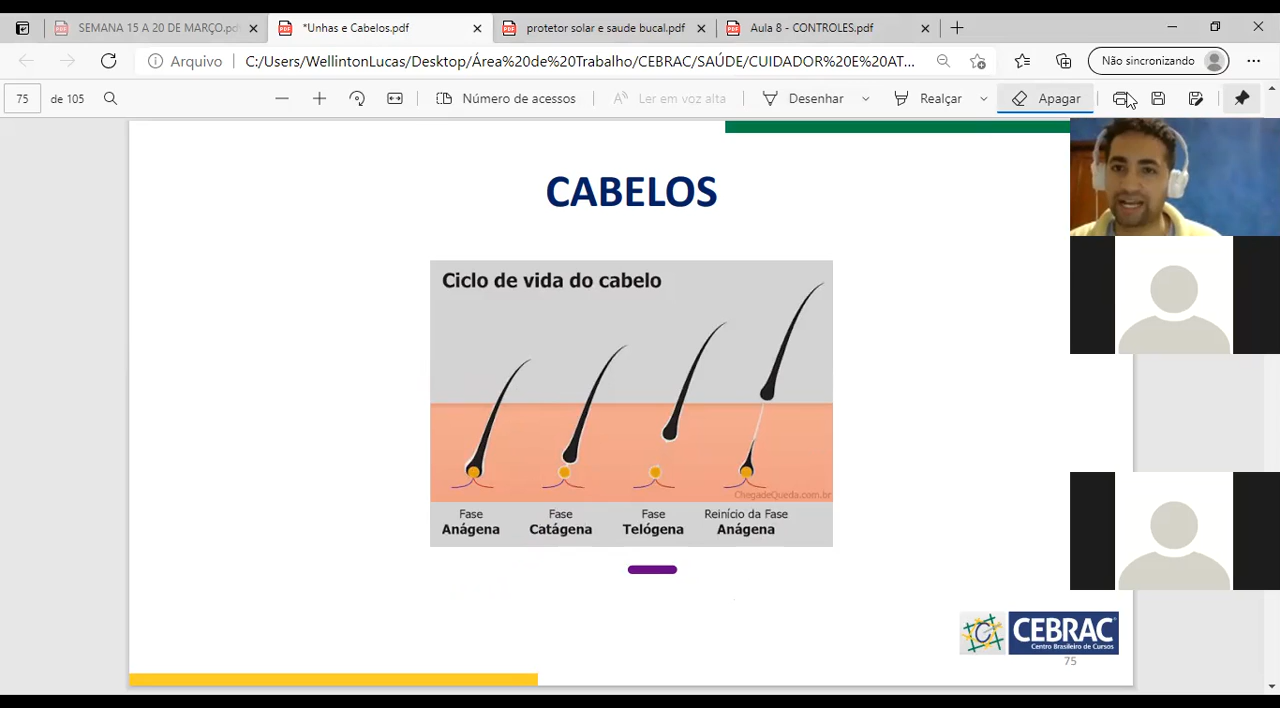 SEMANA 15 A 20 DE MARÇO.pd
*Unhas e Cabelos.pdf
protetor solar e saude bucal.pdf
Aula 8 - CONTROLES.pdf
Arquivo
C:/Users/WellintonLucas/Desktop/Área%20de%20Trabalho/CEBRAC/SAÚDE/CUIDADOR%20E%20AT...
Não sincronizando
75 de 105
Número de acessos
Ler em voz alta
Desenhar
Realçar
Apagar
CABELOS
Ciclo de vida do cabelo
ChegadeQueda.com.br
Fase Anágena
Fase Catágena
Fase Telógena
Reinício da Fase Anágena
CEBRAC
Centro Brasileiro de Cursos
75